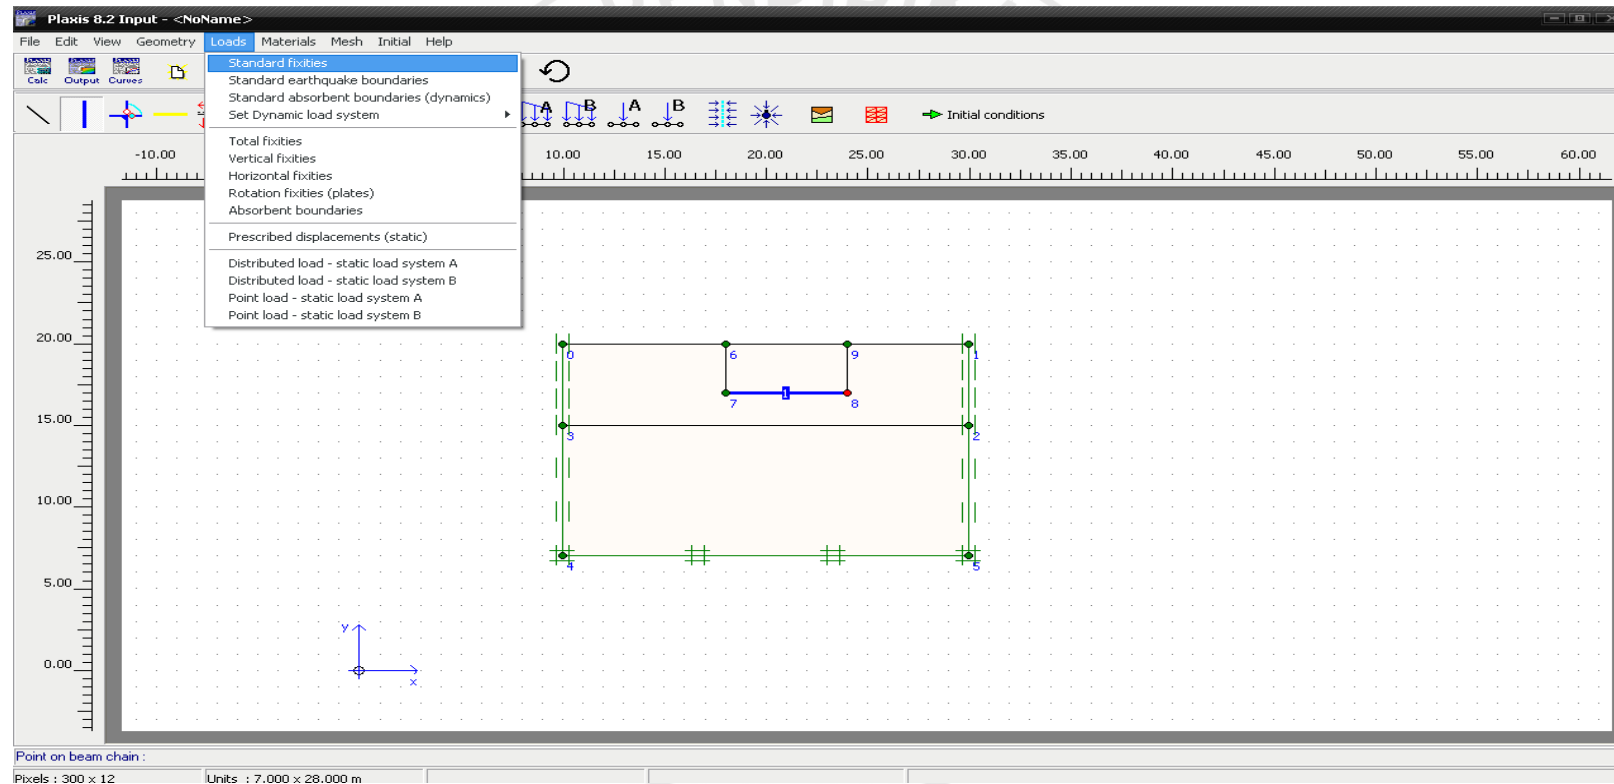 Plaxis 8.2 Input - <NoName>
File Edit View Geometry Loads Materials Mesh Initial Help
Calc Output Curves
Standard fixities
Standard earthquake boundaries
Standard absorbent boundaries (dynamics)
Set Dynamic load system
Total fixities
Vertical fixities
Horizontal fixities
Rotation fixities (plates)
Absorbent boundaries
Prescribed displacements (static)
Distributed load - static load system A
Distributed load - static load system B
Point load - static load system A
Point load - static load system B
A B A B Initial conditions
-10.00 10.00 15.00 20.00 25.00 30.00 35.00 40.00 45.00 50.00 55.00 60.00
25.00
20.00
0 6 9 1
1
7 8
15.00
3 2
10.00
4 5
5.00
y
0.00
x
Point on beam chain :
Pixels : 300 x 12 Units : 7.000 x 28.000 m